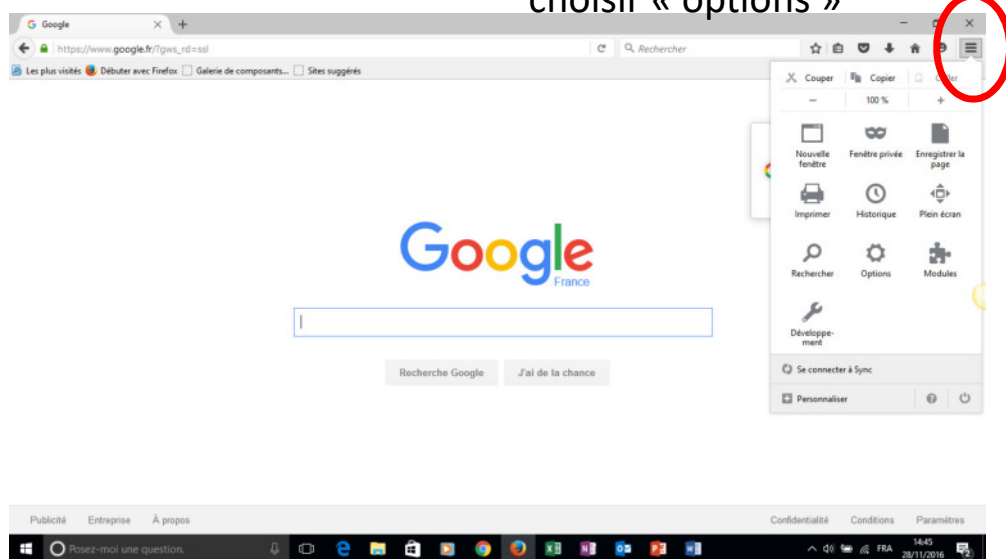 choisir « options »
Google
https://www.google.fr/?gws_rd=ssl
Rechercher
Les plus visités Débuter avec Firefox Galerie de composants... Sites suggérés
Couper Copier
100 %
Nouvelle fenêtre
Fenêtre privée
Enregistrer la page
Imprimer Historique Plein écran
Rechercher Options Modules
Développe-
ment
Se connecter à Sync
Personnaliser
Google
France
Recherche Google J'ai de la chance
Publicité Entreprise À propos
Confidentialité Conditions Paramètres
Posez-moi une question.
FRA
14:45
28/11/2016